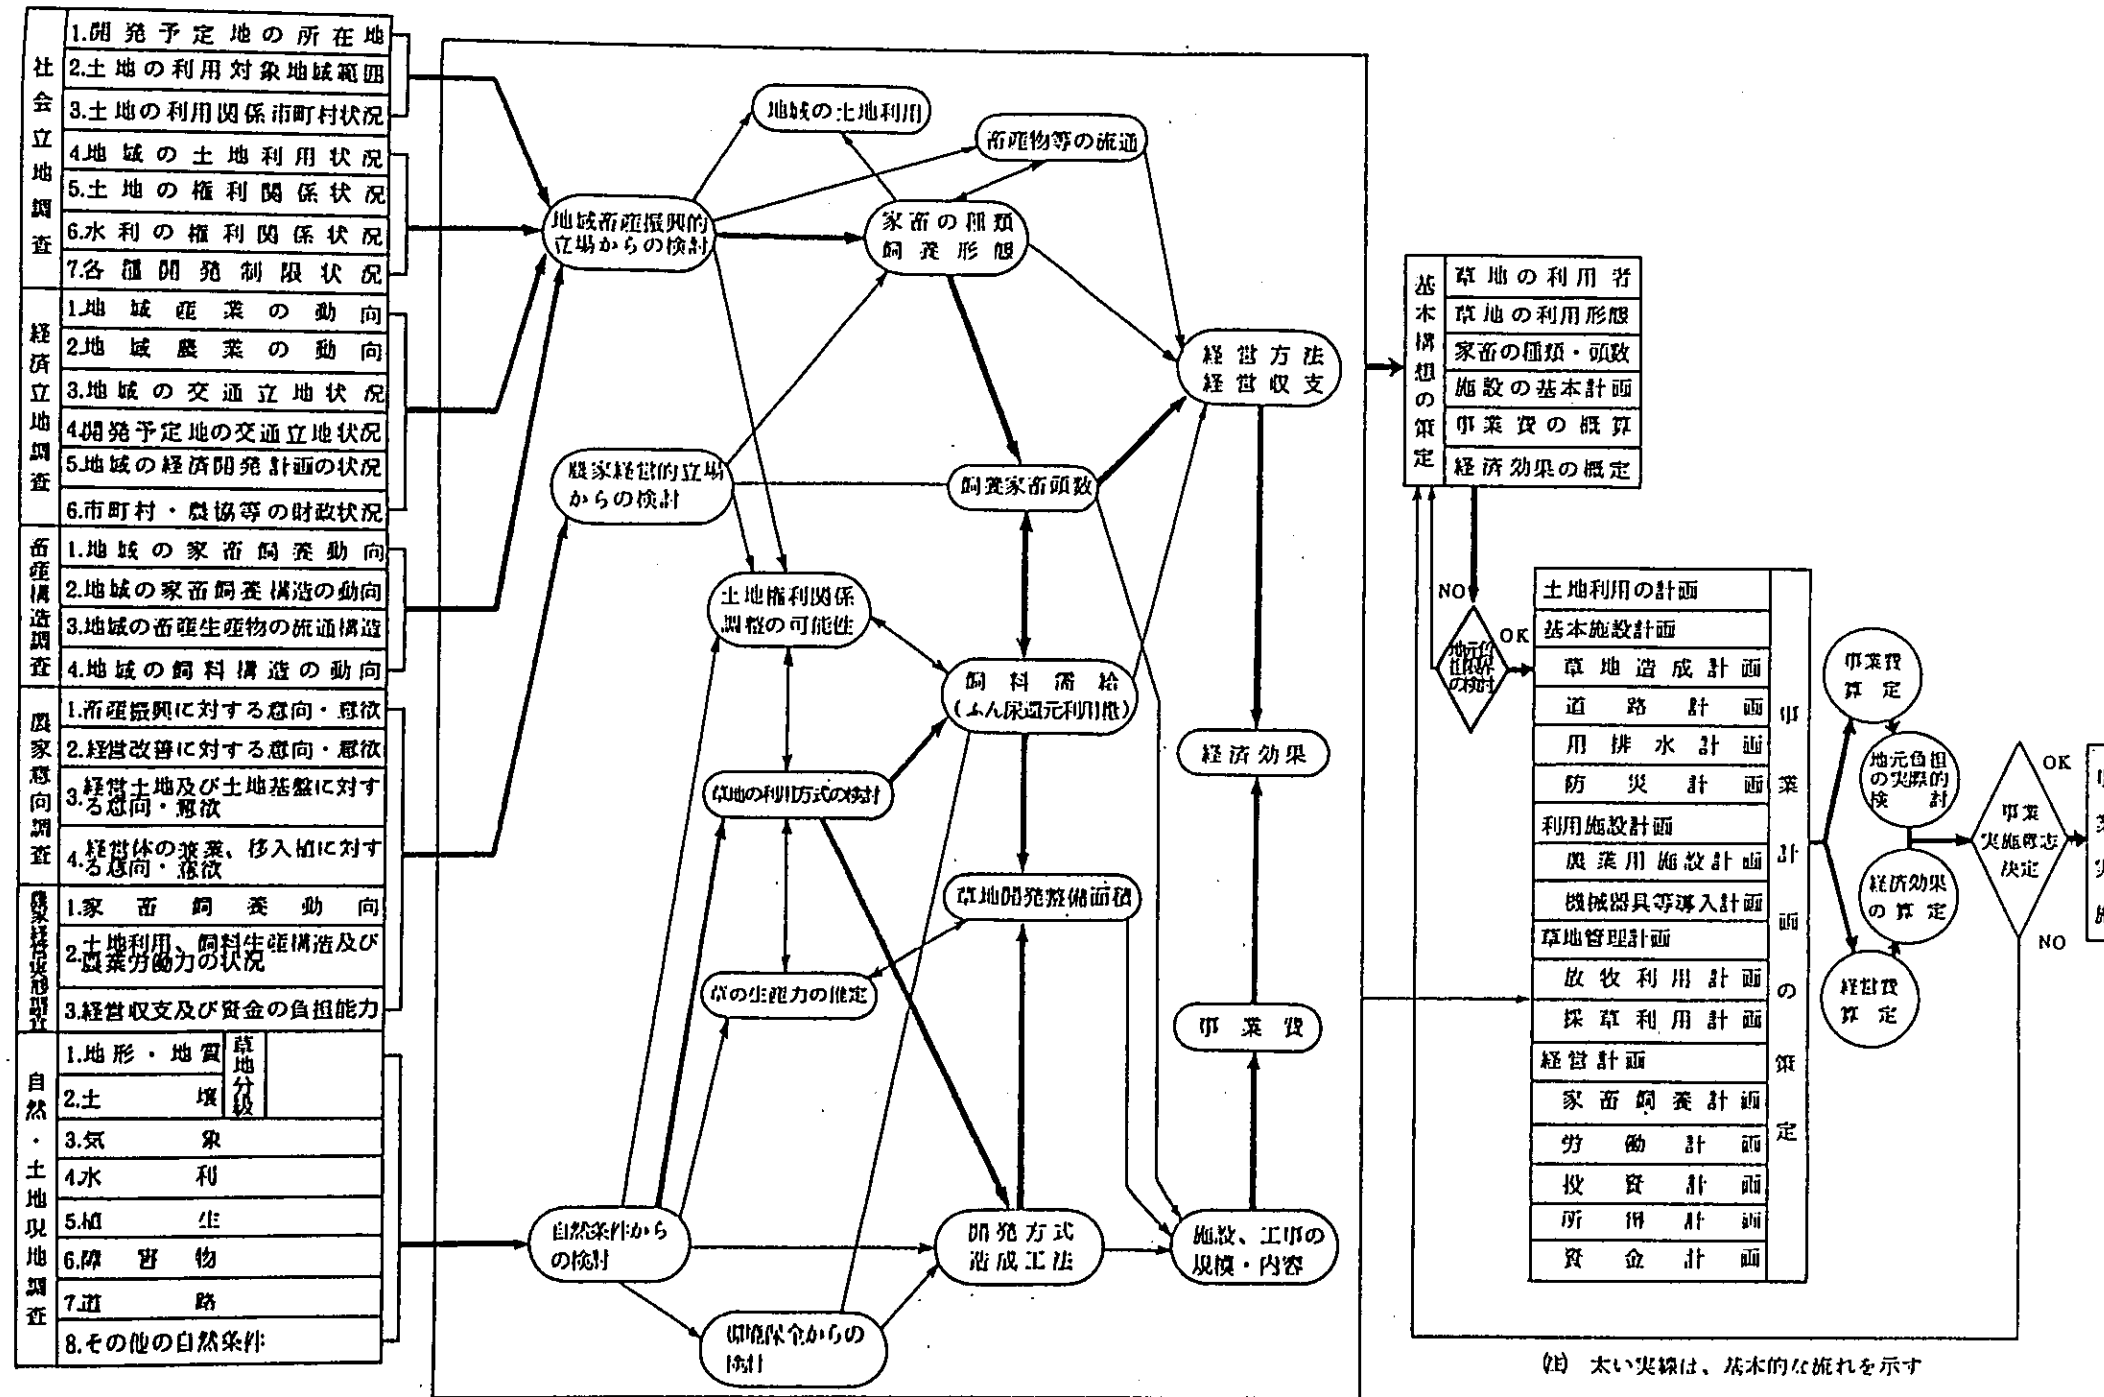 社会立地調査
1.開発予定地の所在地
2.土地の利用対象地域範囲
3.土地の利用関係市町村状況
4.地域の土地利用状況
5.土地の権利関係状況
6.水利の権利関係状況
7.各種開発制限状況
経済立地調査
1.地域産業の動向
2.地域農業の動向
3.地域の交通立地状況
4.開発予定地の交通立地状況
5.地域の経済開発計画の状況
6.市町村・農協等の財政状況
畜産構造調査
1.地域の家畜飼養動向
2.地域の家畜飼養構造の動向
3.地域の畜産生産物の流通構造
4.地域の飼料構造の動向
農家意向調査
1.畜産振興に対する意向・意欲
2.経営改善に対する意向・意欲
3.経営土地及び土地基盤に対す
る意向・意欲
4.経営体の兼業、移入植に対す
る意向・意欲
農家経営実態調査
1.家畜飼養動向
2.土地利用、飼料生産構造及び
農業労働力の状況
3.経営収支及び資金の負担能力
自然・土地現地調査
1.地形・地質
2.土壌
草地分級
3.気象
4.水利
5.植生
6.障害物
7.道路
8.その他の自然条件
地域の土地利用
畜産物等の流通
地域畜産振興的
立場からの検討
家畜の種類
飼養形態
経営方法
経営収支
農家経営的立場
からの検討
飼養家畜頭数
土地権利関係
調整の可能性
飼料需給
(ふん尿還元利用他)
経済効果
草地の利用方式の検討
草地開発整備面積
草の生産力の推定
事業費
自然条件から
の検討
開発方式
造成工法
施設、工事の
規模・内容
環境保全からの
検討
基本構想の策定
草地の利用者
草地の利用形態
家畜の種類・頭数
施設の基本計画
事業費の概算
経済効果の概定
NO
OK
地元負
担限界
の検討
事業計画の策定
土地利用の計画
基本施設計画
草地造成計画
道路計画
用排水計画
防災計画
利用施設計画
農業用施設計画
機械器具等導入計画
草地管理計画
放牧利用計画
採草利用計画
経営計画
家畜飼養計画
労働計画
投資計画
所得計画
資金計画
事業費
算定
地元負担
の実際的
検討
経済効果
の算定
経営費
算定
事業
実施意志
決定
OK
NO
事業実施
(注) 太い実線は、基本的な流れを示す